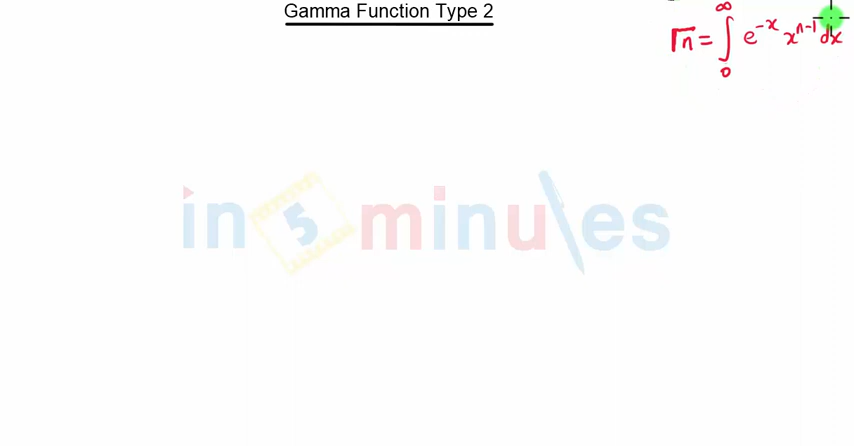 Gamma Function Type 2
Γn = ∫₀^∞ e^{-x} x^{n-1} dx
in 5 minutes